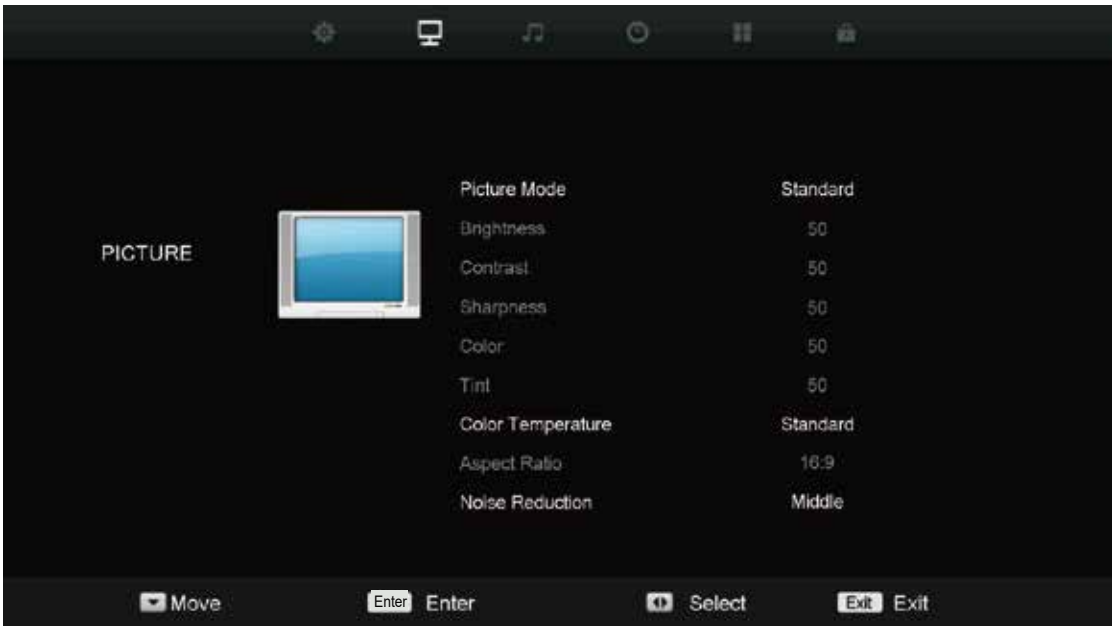 PICTURE
Picture Mode Standard
Brightness 50
Contrast 50
Sharpness 50
Color 50
Tint 50
Color Temperature Standard
Aspect Ratio 16:9
Noise Reduction Middle
Move Enter Enter Select Exit Exit